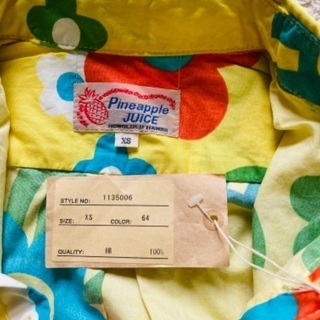 Pineapple
JUICE
XS
STYLE NO: 1135006
SIZE: XS COLOR: 64
QUALITY: 綿 100%